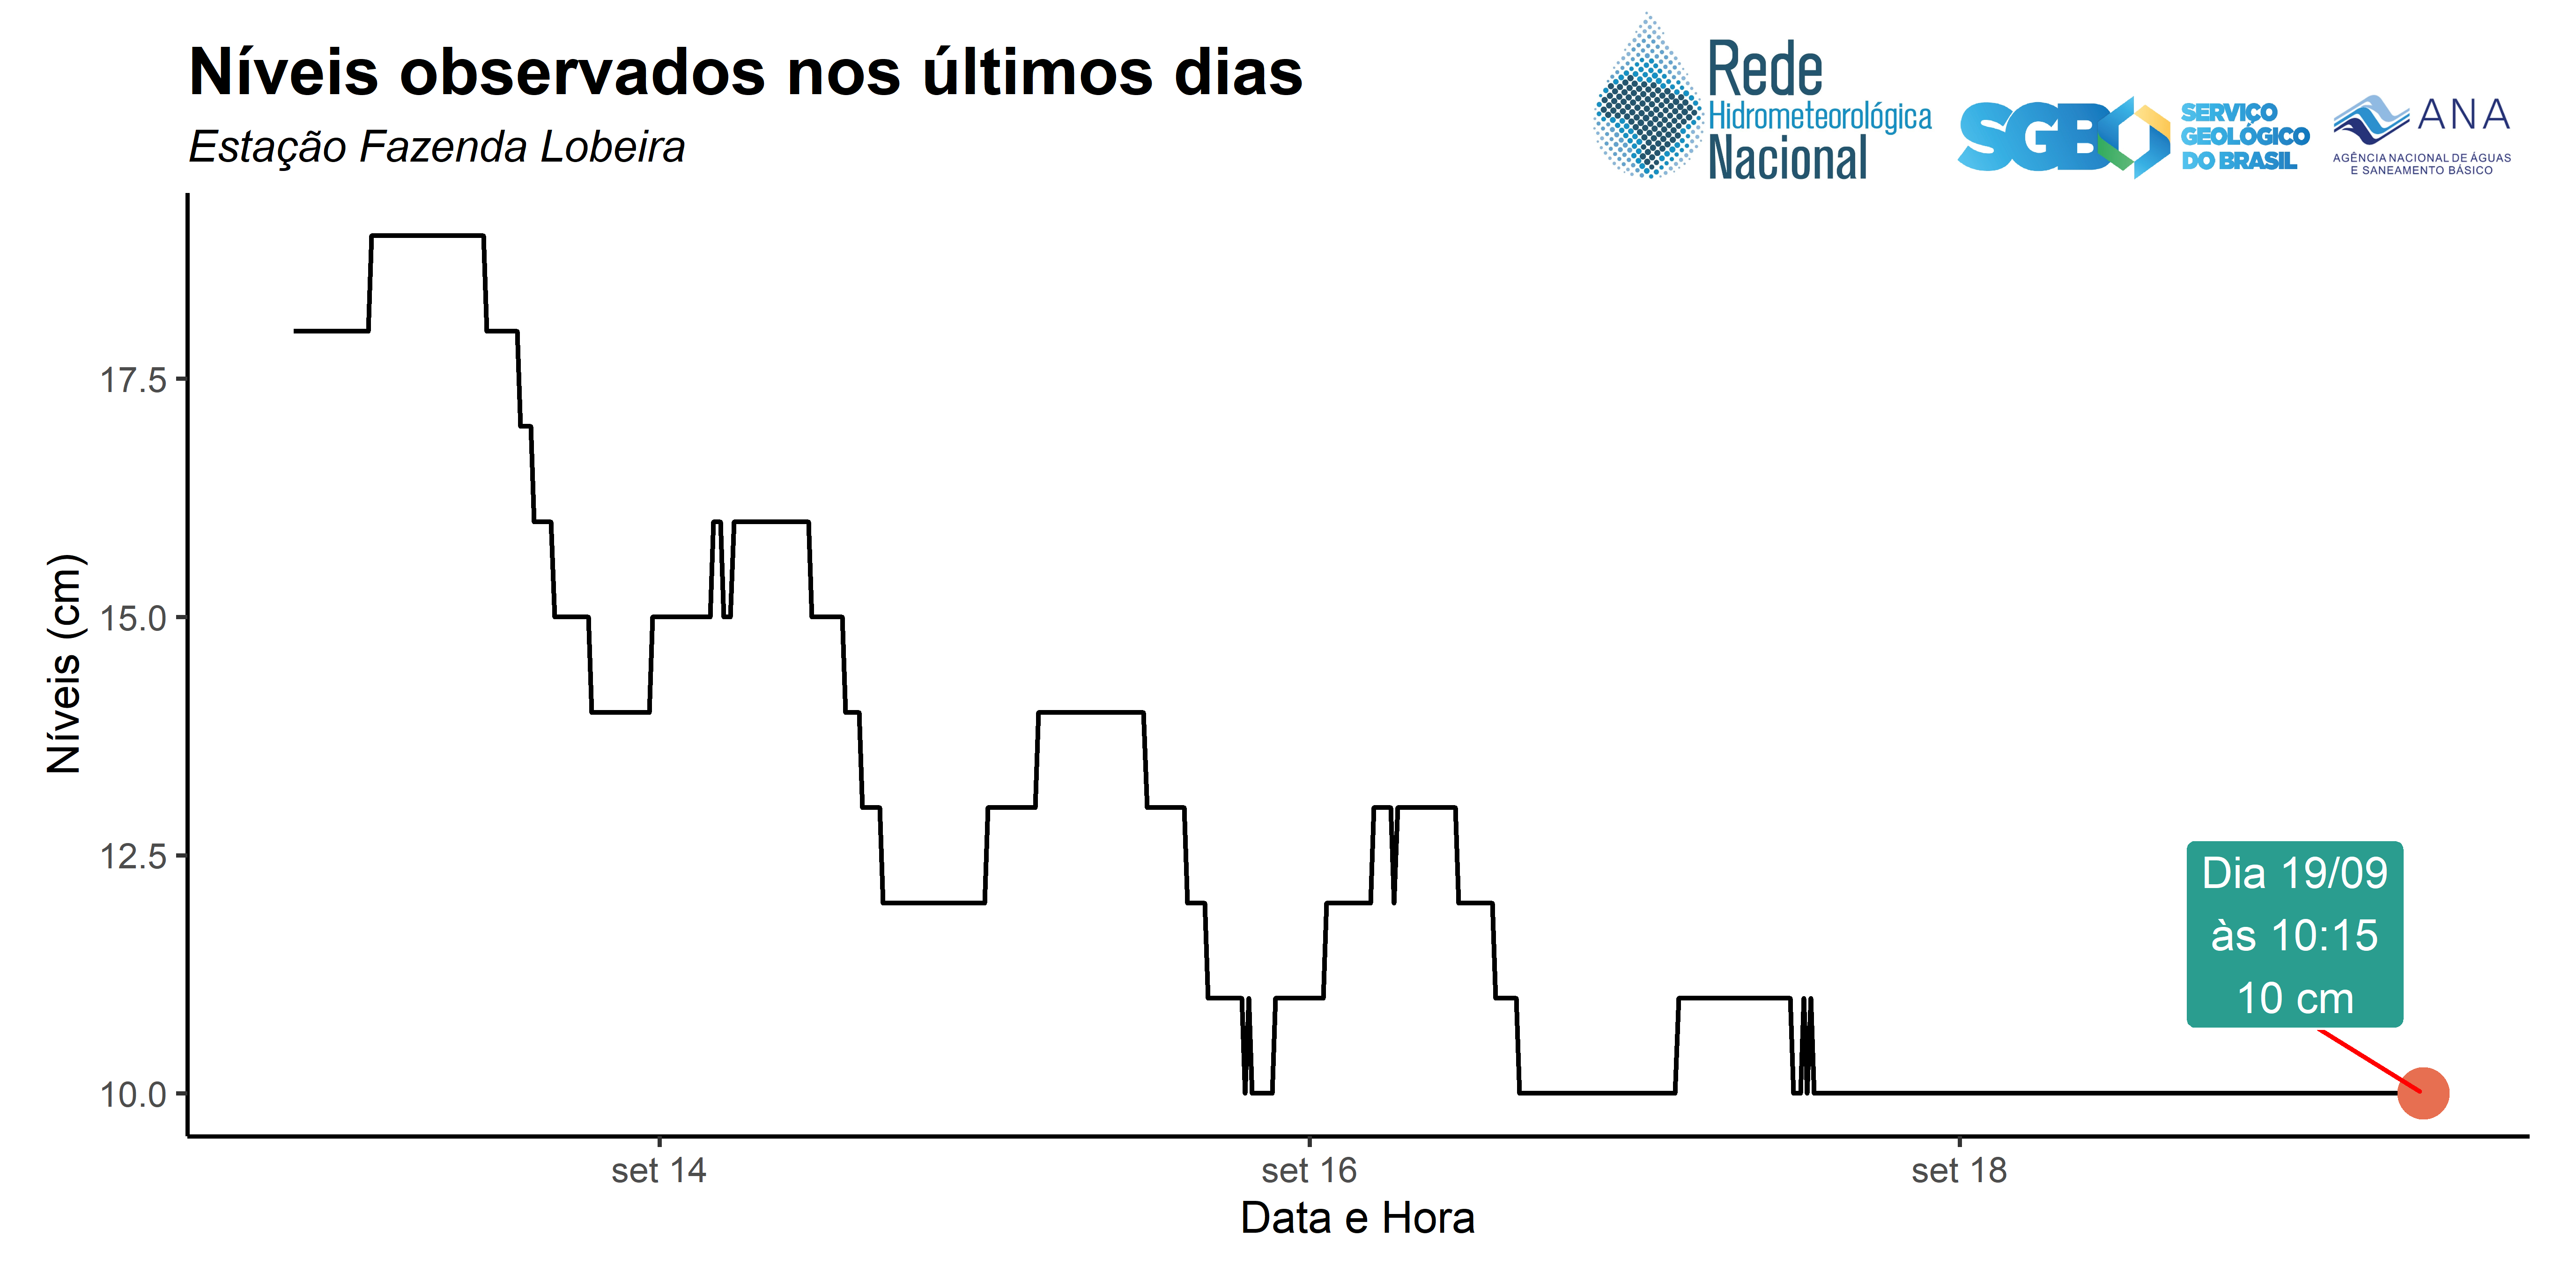 Níveis observados nos últimos dias
Estação Fazenda Lobeira
Rede
Hidrometeorológica
Nacional
SGB
SERVIÇO
GEOLÓGICO
DO BRASIL
ANA
AGÊNCIA NACIONAL DE ÁGUAS
E SANEAMENTO BÁSICO
Níveis (cm)
17.5
15.0
12.5
10.0
Dia 19/09
às 10:15
10 cm
set 14
set 16
set 18
Data e Hora